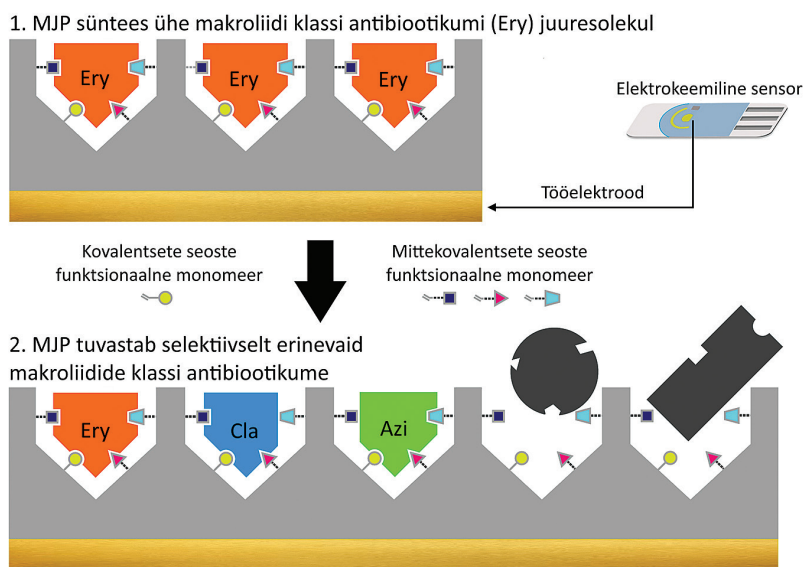 1. MJP süntees ühe makroliidi klassi antibiootikumi (Ery) juuresolekul
Ery
Ery
Ery
Elektrokeemiline sensor
Tööelektrood
Kovalentsete seoste
funktsionaalne monomeer
Mittekovalentsete seoste
funktsionaalne monomeer
2. MJP tuvastab selektiivselt erinevaid
makroliidide klassi antibiootikume
Ery
Cla
Azi